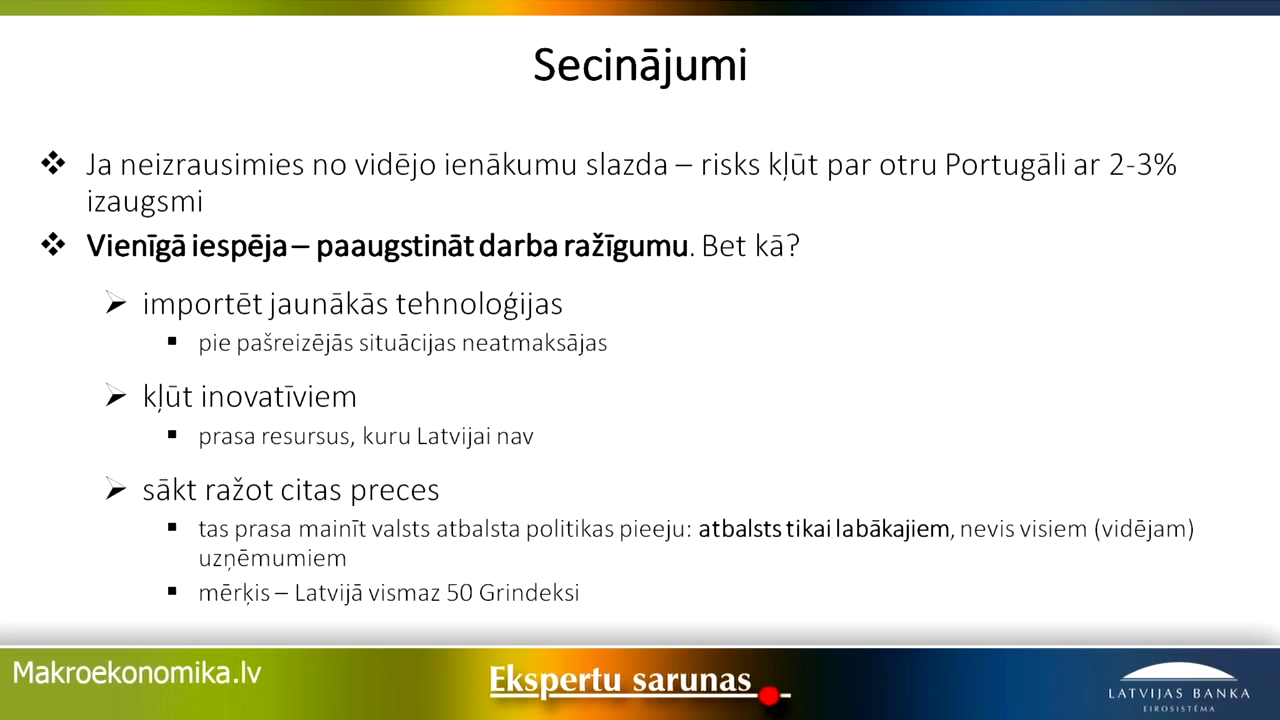 Secinājumi
Ja neizrausimies no vidējo ienākumu slazda – risks kļūt par otru Portugāli ar 2-3%
izaugsmi
Vienīgā iespēja – paaugstināt darba ražīgumu. Bet kā?
importēt jaunākās tehnoloģijas
pie pašreizējās situācijas neatmaksājas
kļūt inovatīviem
prasa resursus, kuru Latvijai nav
sākt ražot citas preces
tas prasa mainīt valsts atbalsta politikas pieeju: atbalsts tikai labākajiem, nevis visiem (vidējam)
uzņēmumiem
mērķis – Latvijā vismaz 50 Grindeksi
Makroekonomika.lv
Ekspertu sarunas
LATVIJAS BANKA
EIROSISTĒMA